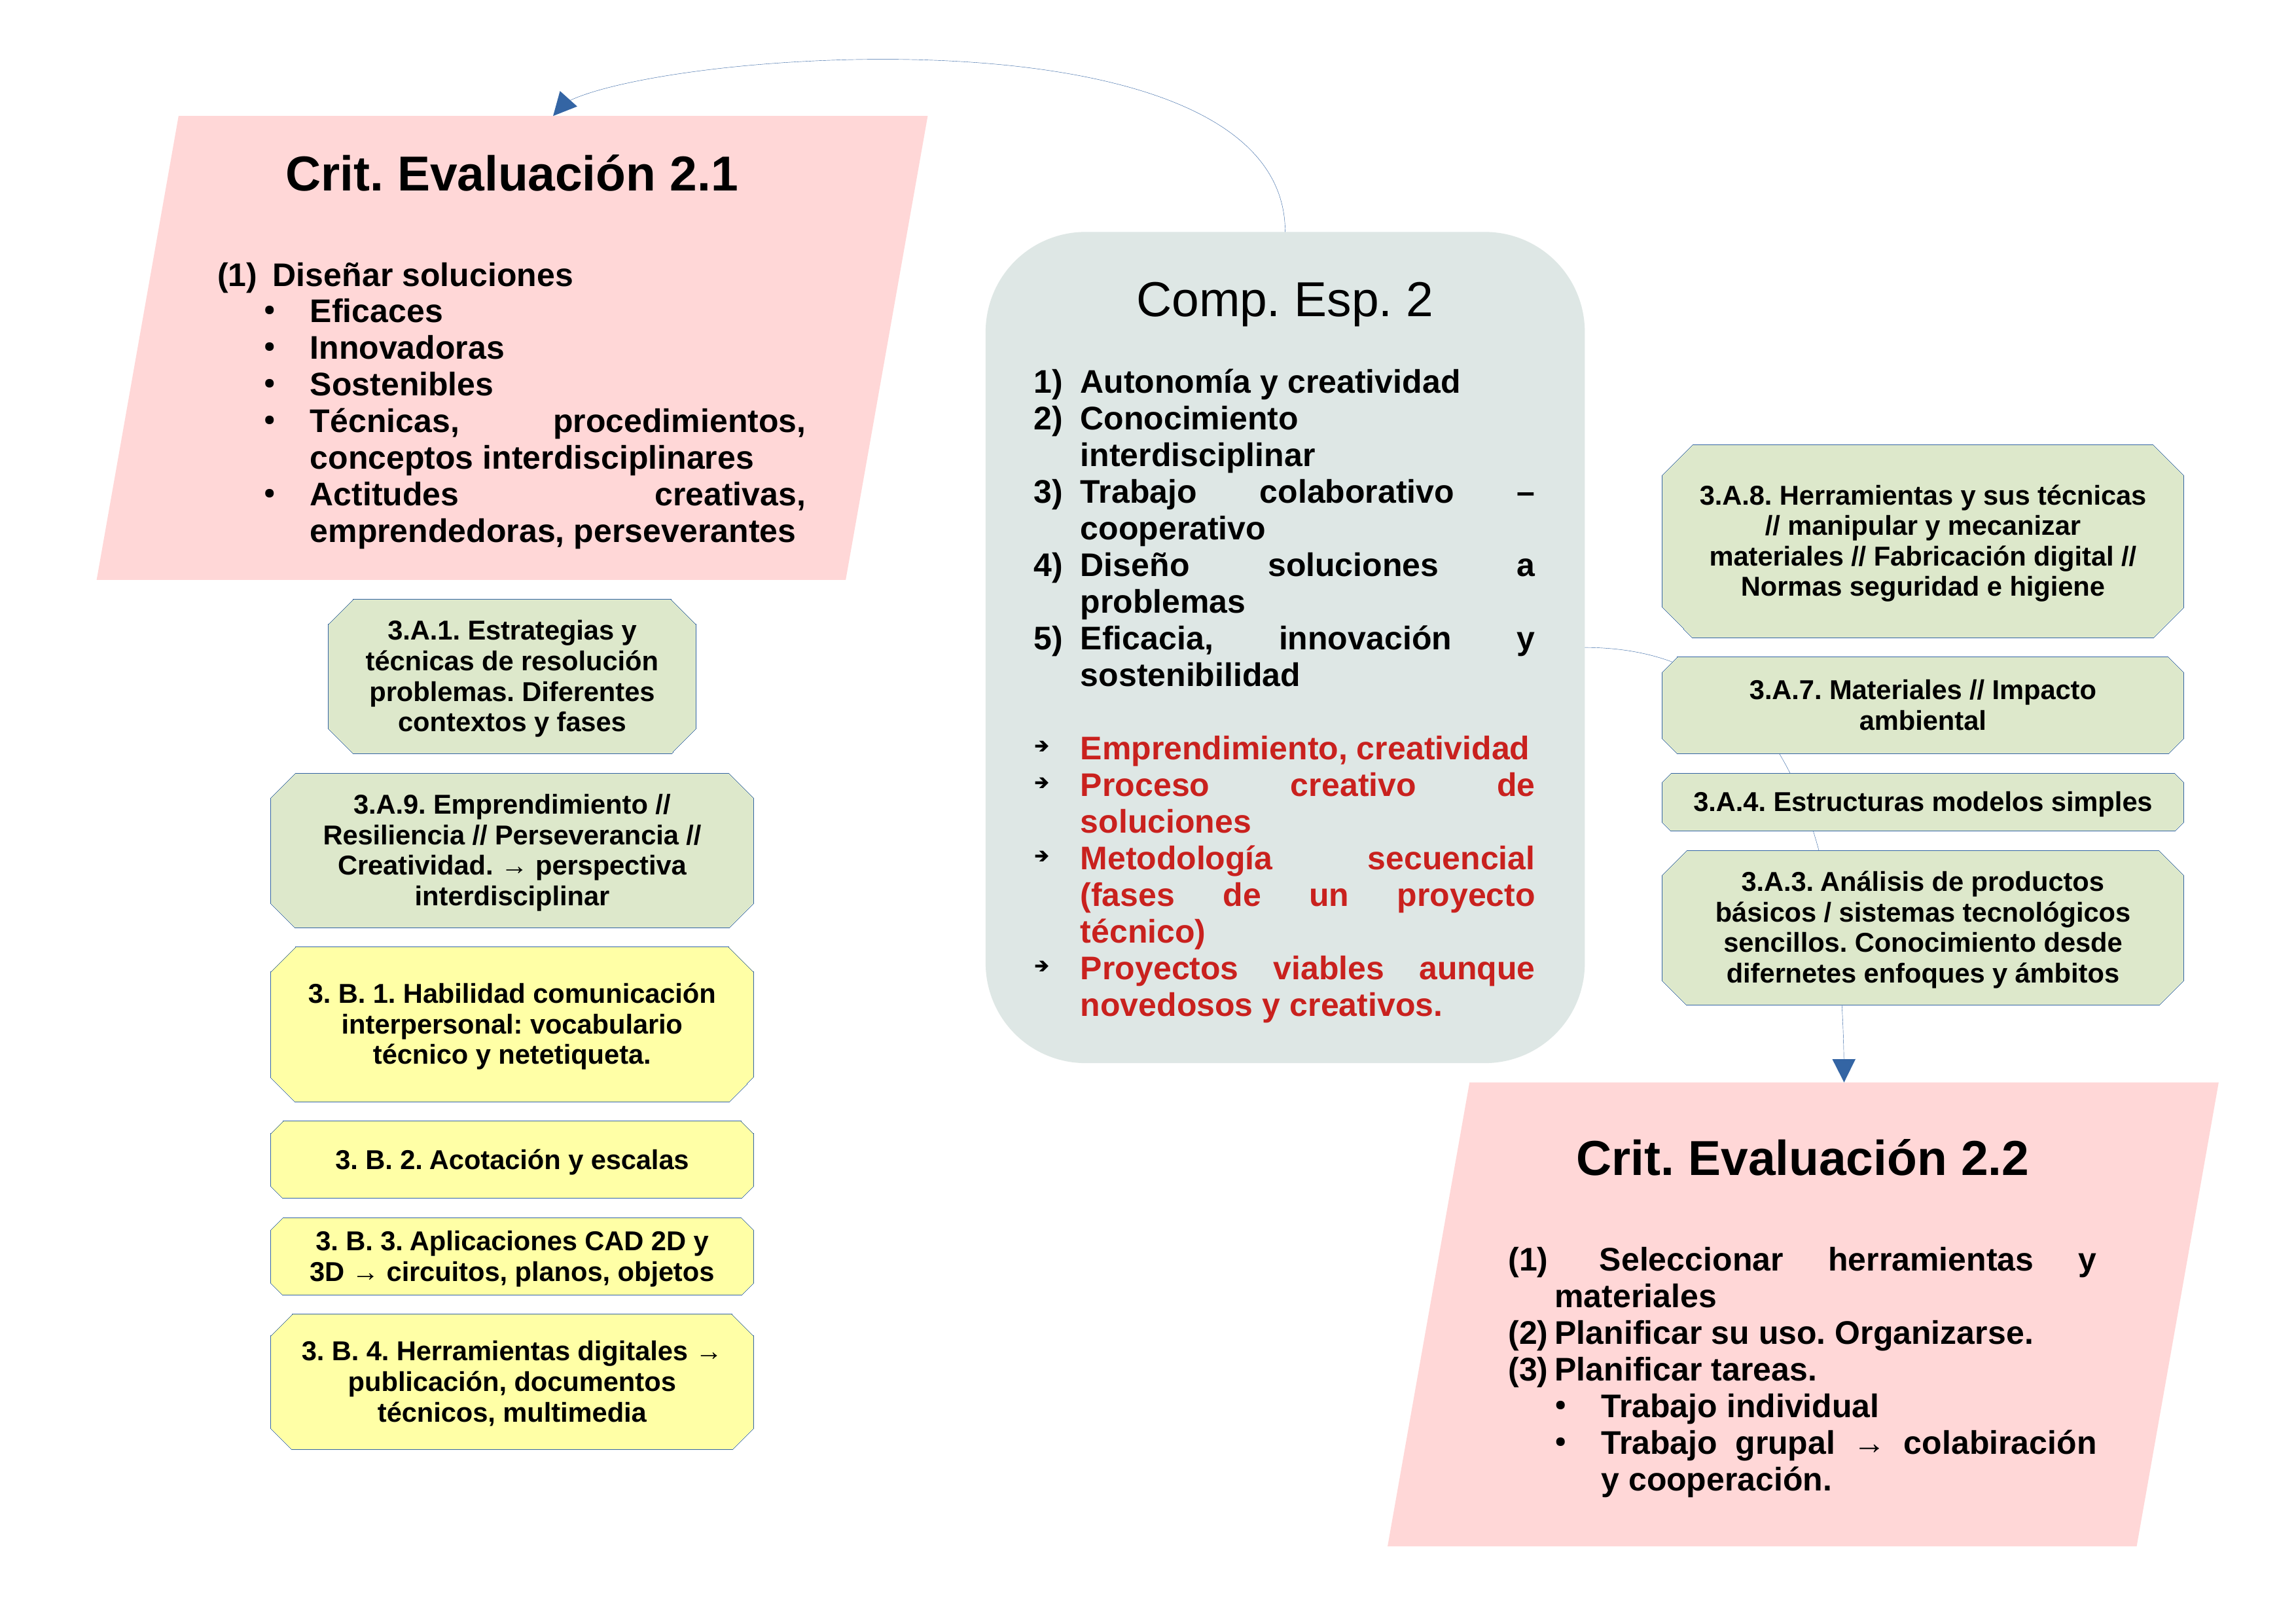 Crit. Evaluación 2.1
(1) Diseñar soluciones
• Eficaces
• Innovadoras
• Sostenibles
• Técnicas, procedimientos,
conceptos interdisciplinares
• Actitudes creativas,
emprendedoras, perseverantes
3.A.1. Estrategias y
técnicas de resolución
problemas. Diferentes
contextos y fases
3.A.9. Emprendimiento //
Resiliencia // Perseverancia //
Creatividad. → perspectiva
interdisciplinar
3. B. 1. Habilidad comunicación
interpersonal: vocabulario
técnico y netetiqueta.
3. B. 2. Acotación y escalas
3. B. 3. Aplicaciones CAD 2D y
3D → circuitos, planos, objetos
3. B. 4. Herramientas digitales →
publicación, documentos
técnicos, multimedia
Comp. Esp. 2
1) Autonomía y creatividad
2) Conocimiento
interdisciplinar
3) Trabajo colaborativo –
cooperativo
4) Diseño soluciones a
problemas
5) Eficacia, innovación y
sostenibilidad
➔ Emprendimiento, creatividad
➔ Proceso creativo de
soluciones
➔ Metodología secuencial
(fases de un proyecto
técnico)
➔ Proyectos viables aunque
novedosos y creativos.
3.A.8. Herramientas y sus técnicas
// manipular y mecanizar
materiales // Fabricación digital //
Normas seguridad e higiene
3.A.7. Materiales // Impacto
ambiental
3.A.4. Estructuras modelos simples
3.A.3. Análisis de productos
básicos / sistemas tecnológicos
sencillos. Conocimiento desde
difernetes enfoques y ámbitos
Crit. Evaluación 2.2
(1) Seleccionar herramientas y
materiales
(2) Planificar su uso. Organizarse.
(3) Planificar tareas.
• Trabajo individual
• Trabajo grupal → colabiración
y cooperación.